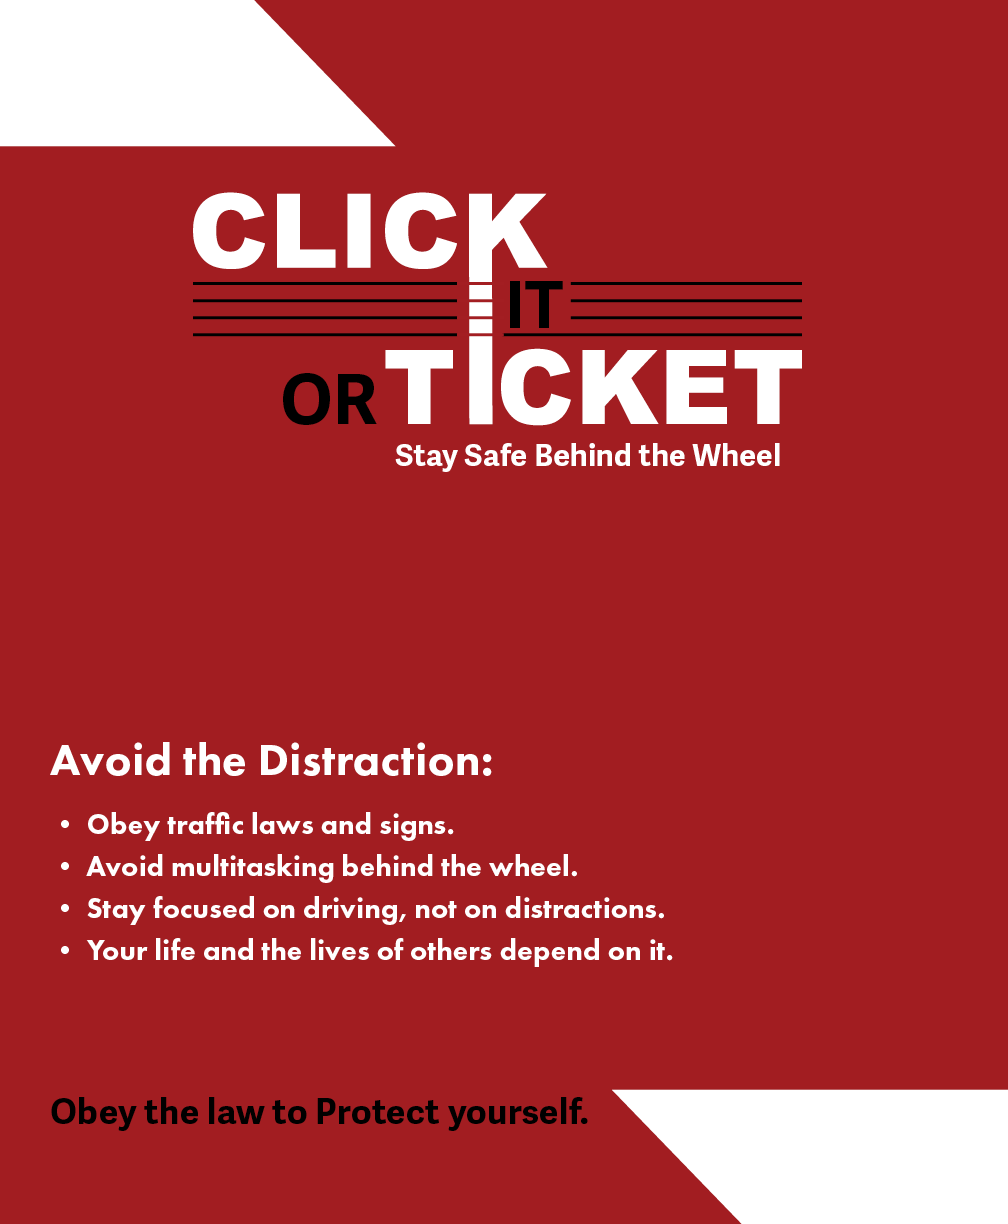 CLICK
IT
OR TICKET
Stay Safe Behind the Wheel
Avoid the Distraction:
• Obey traffic laws and signs.
• Avoid multitasking behind the wheel.
• Stay focused on driving, not on distractions.
• Your life and the lives of others depend on it.
Obey the law to Protect yourself.